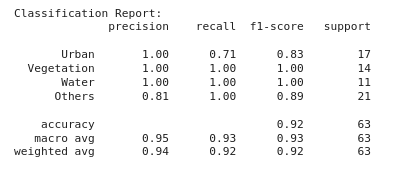 Classification Report:
precision recall f1-score support
Urban 1.00 0.71 0.83 17
Vegetation 1.00 1.00 1.00 14
Water 1.00 1.00 1.00 11
Others 0.81 1.00 0.89 21
accuracy 0.92 63
macro avg 0.95 0.93 0.93 63
weighted avg 0.94 0.92 0.92 63